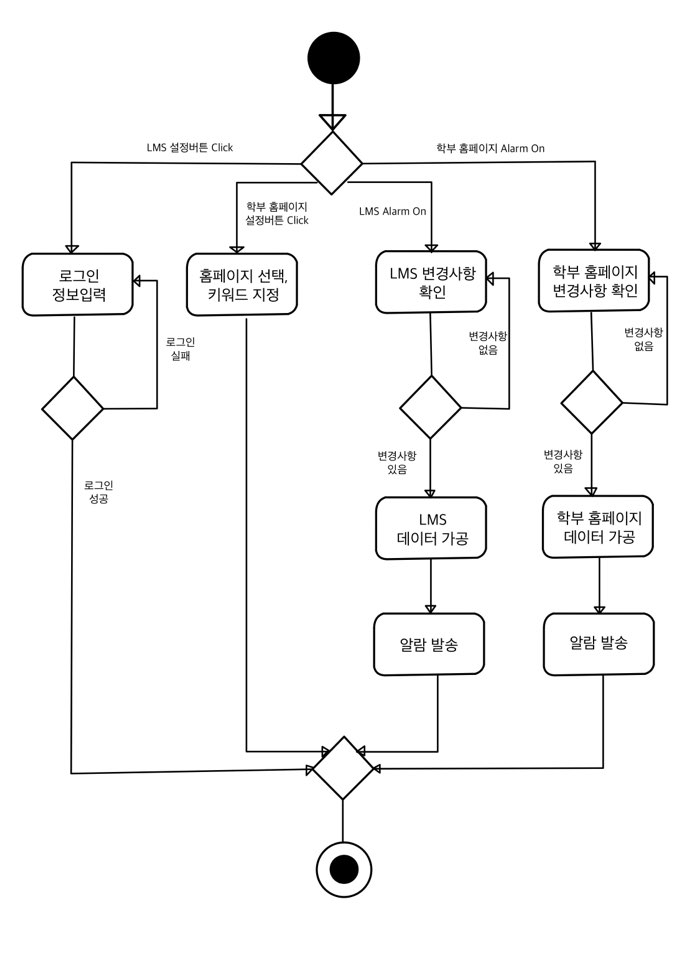 LMS 설정버튼 Click
학부 홈페이지 Alarm On
학부 홈페이지
설정버튼 Click
LMS Alarm On
로그인
정보입력
홈페이지 선택,
키워드 지정
LMS 변경사항
확인
학부 홈페이지
변경사항 확인
로그인
실패
변경사항
없음
변경사항
없음
로그인
성공
변경사항
있음
변경사항
있음
LMS
데이터 가공
학부 홈페이지
데이터 가공
알람 발송
알람 발송